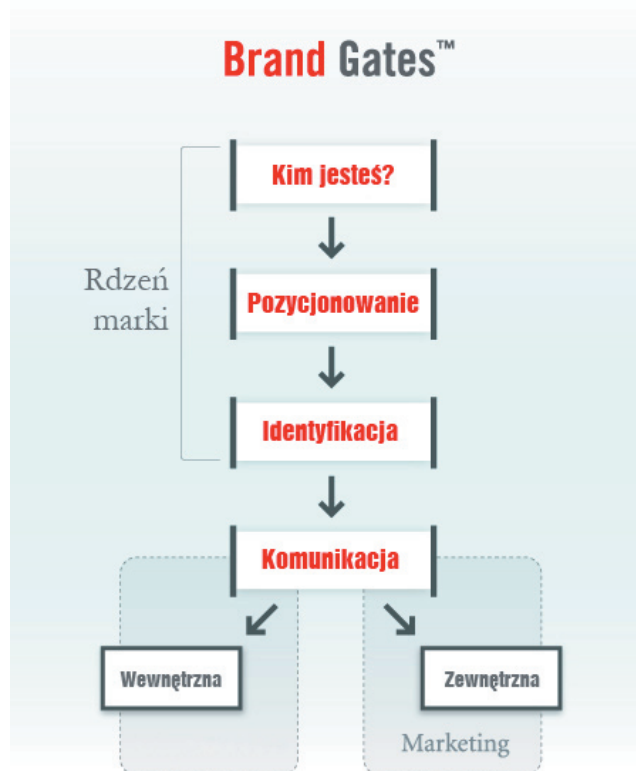 Brand Gates™
Kim jesteś?
Rdzeń
marki
Pozycjonowanie
Identyfikacja
Komunikacja
Wewnętrzna
Zewnętrzna
Marketing